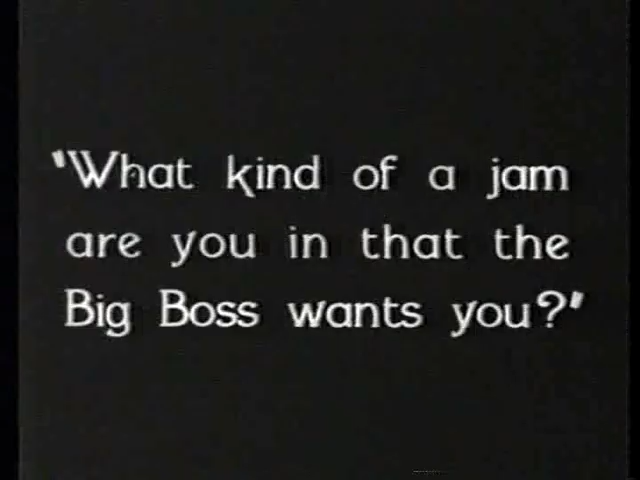 "What kind of a jam
are you in that the
Big Boss wants you?"